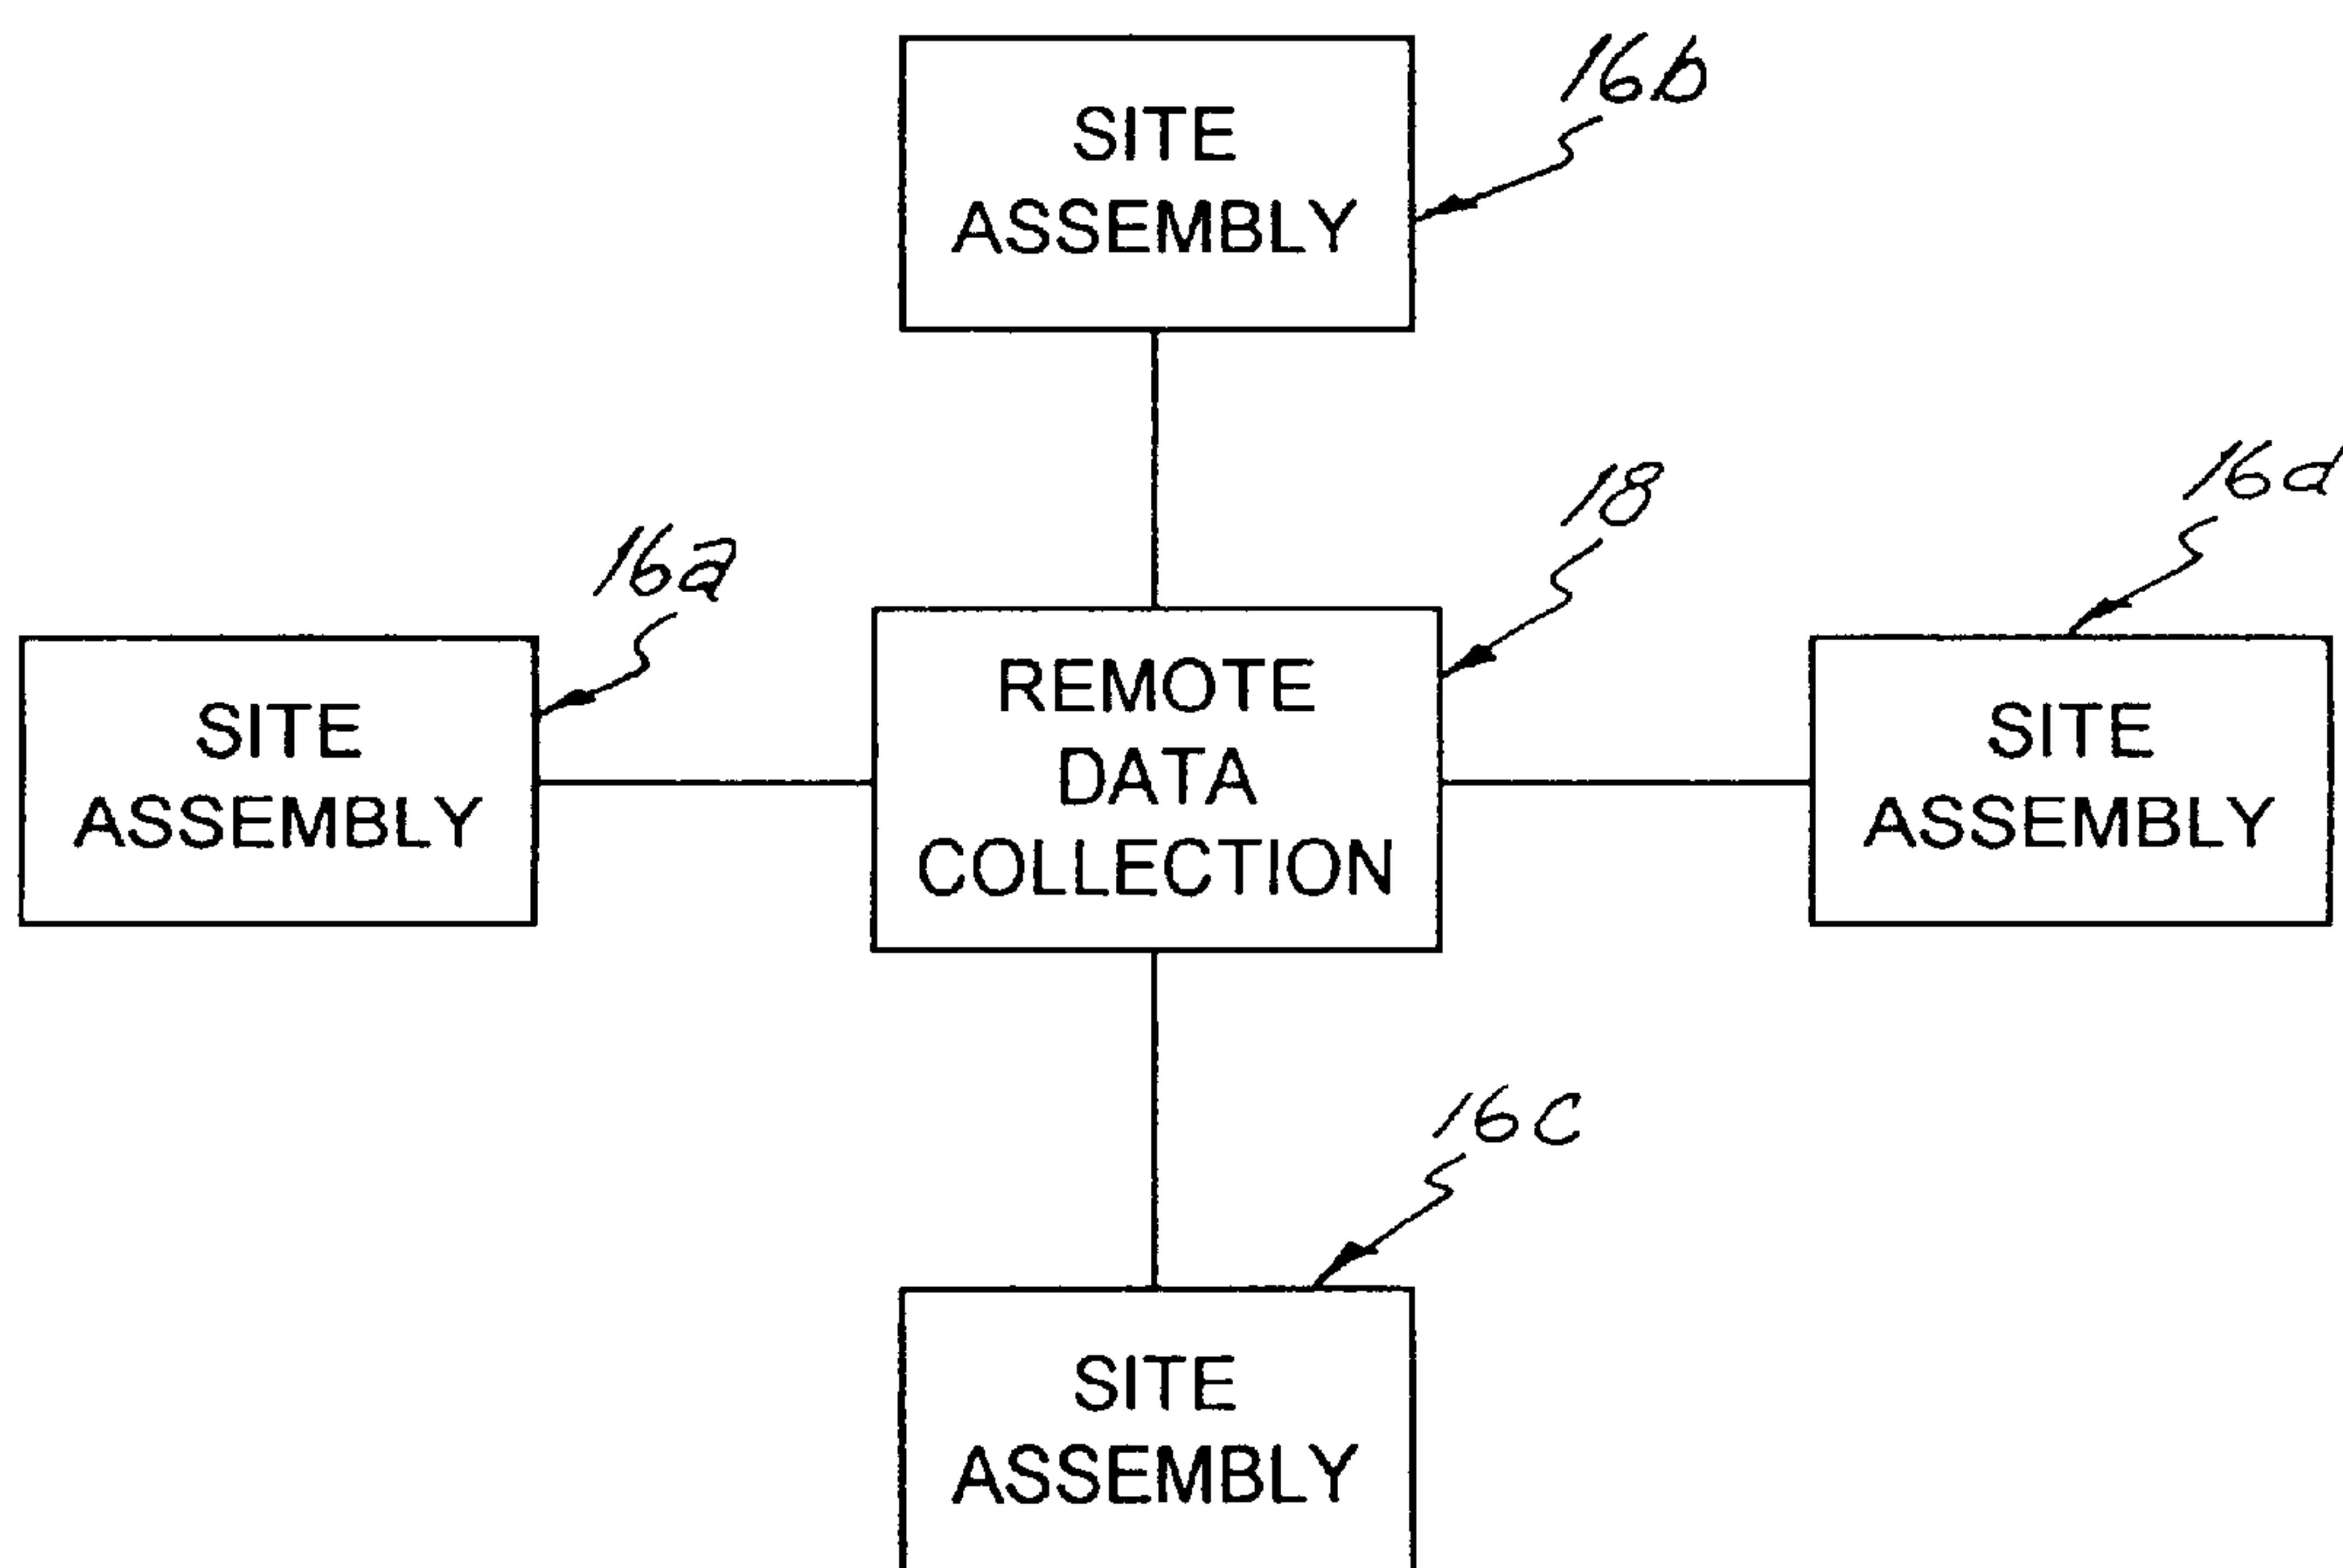 16b
SITE
ASSEMBLY
18
16d
16a
REMOTE
DATA
COLLECTION
SITE
ASSEMBLY
SITE
ASSEMBLY
16c
SITE
ASSEMBLY